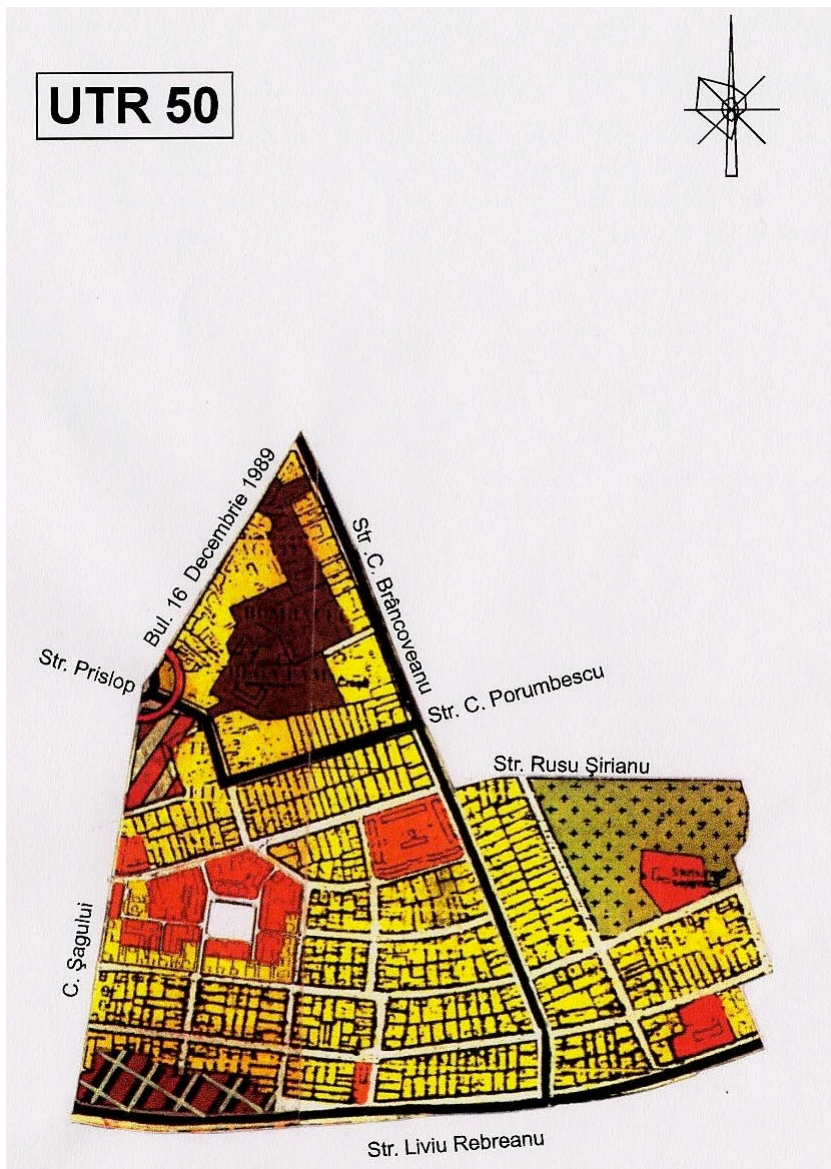 UTR 50
Bul. 16 Decembrie 1989
Str .C. Brâncoveanu
Str. Prislop
Str. C. Porumbescu
Str. Rusu Şirianu
C. Şagului
Str. Liviu Rebreanu